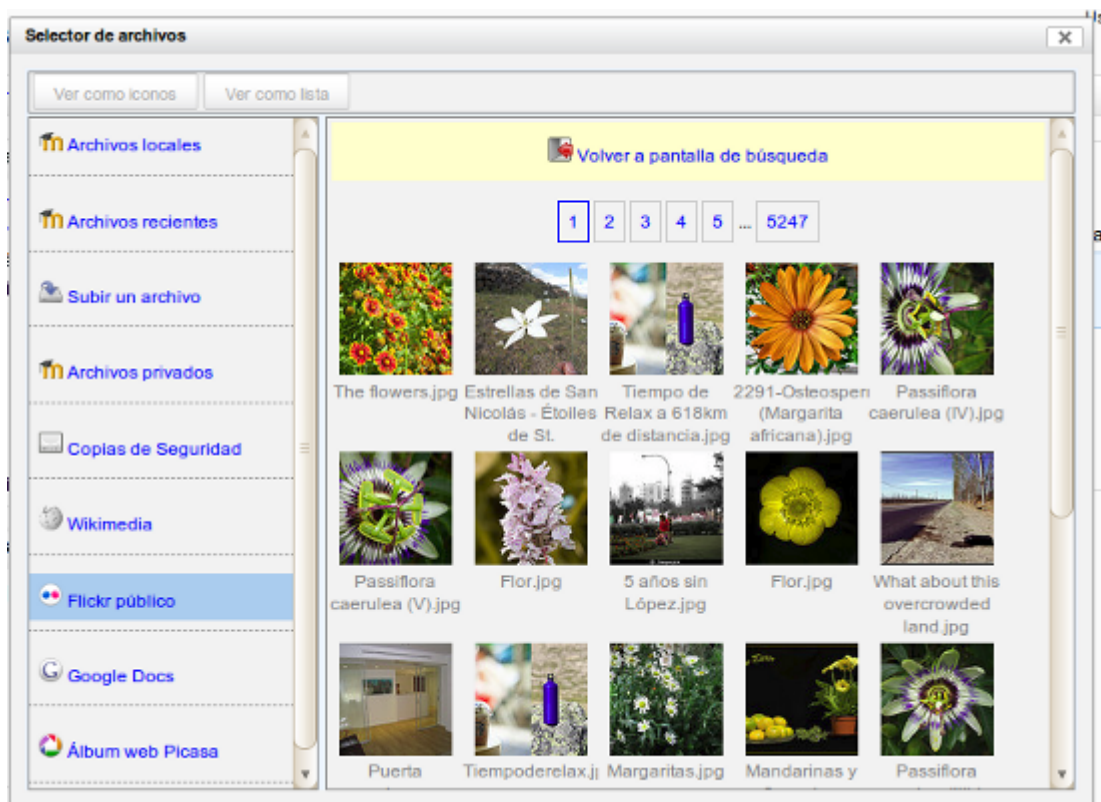 Selector de archivos
Ver como iconos
Ver como lista
Archivos locales
Archivos recientes
Subir un archivo
Archivos privados
Copias de Seguridad
Wikimedia
Flickr público
Google Docs
Álbum web Picasa
Volver a pantalla de búsqueda
1 2 3 4 5 ... 5247
The flowers.jpg
Estrellas de San
Nicolás - Étoiles
de St.
Tiempo de
Relax a 618km
de distancia.jpg
2291-Osteosper
(Margarita
africana).jpg
Passiflora
caerulea (IV).jpg
Passiflora
caerulea (V).jpg
Flor.jpg
5 años sin
López.jpg
Flor.jpg
What about this
overcrowded
land.jpg
Puerta
Tiempoderelax.j
Margaritas.jpg
Mandarinas y
Passiflora